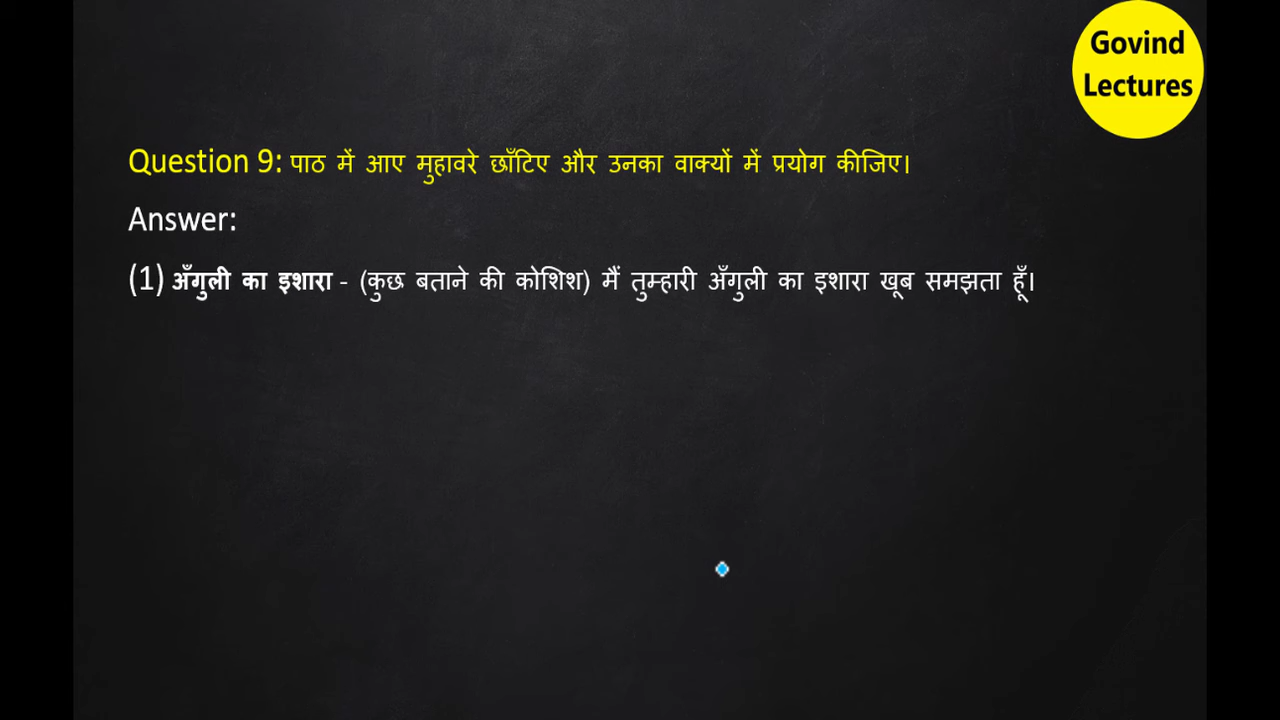 Govind
Lectures
Question 9: पाठ में आए मुहावरे छाँटिए और उनका वाक्यों में प्रयोग कीजिए।
Answer:
(1) अँगुली का इशारा - (कुछ बताने की कोशिश) मैं तुम्हारी अँगुली का इशारा खूब समझता हूँ।